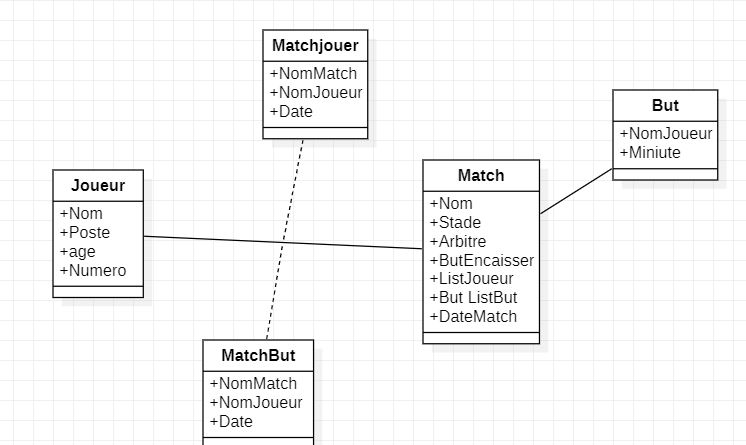 Matchjouer
+NomMatch
+NomJoueur
+Date
But
+NomJoueur
+Miniute
Joueur
+Nom
+Poste
+age
+Numero
Match
+Nom
+Stade
+Arbitre
+ButEncaisser
+ListJoueur
+But ListBut
+DateMatch
MatchBut
+NomMatch
+NomJoueur
+Date